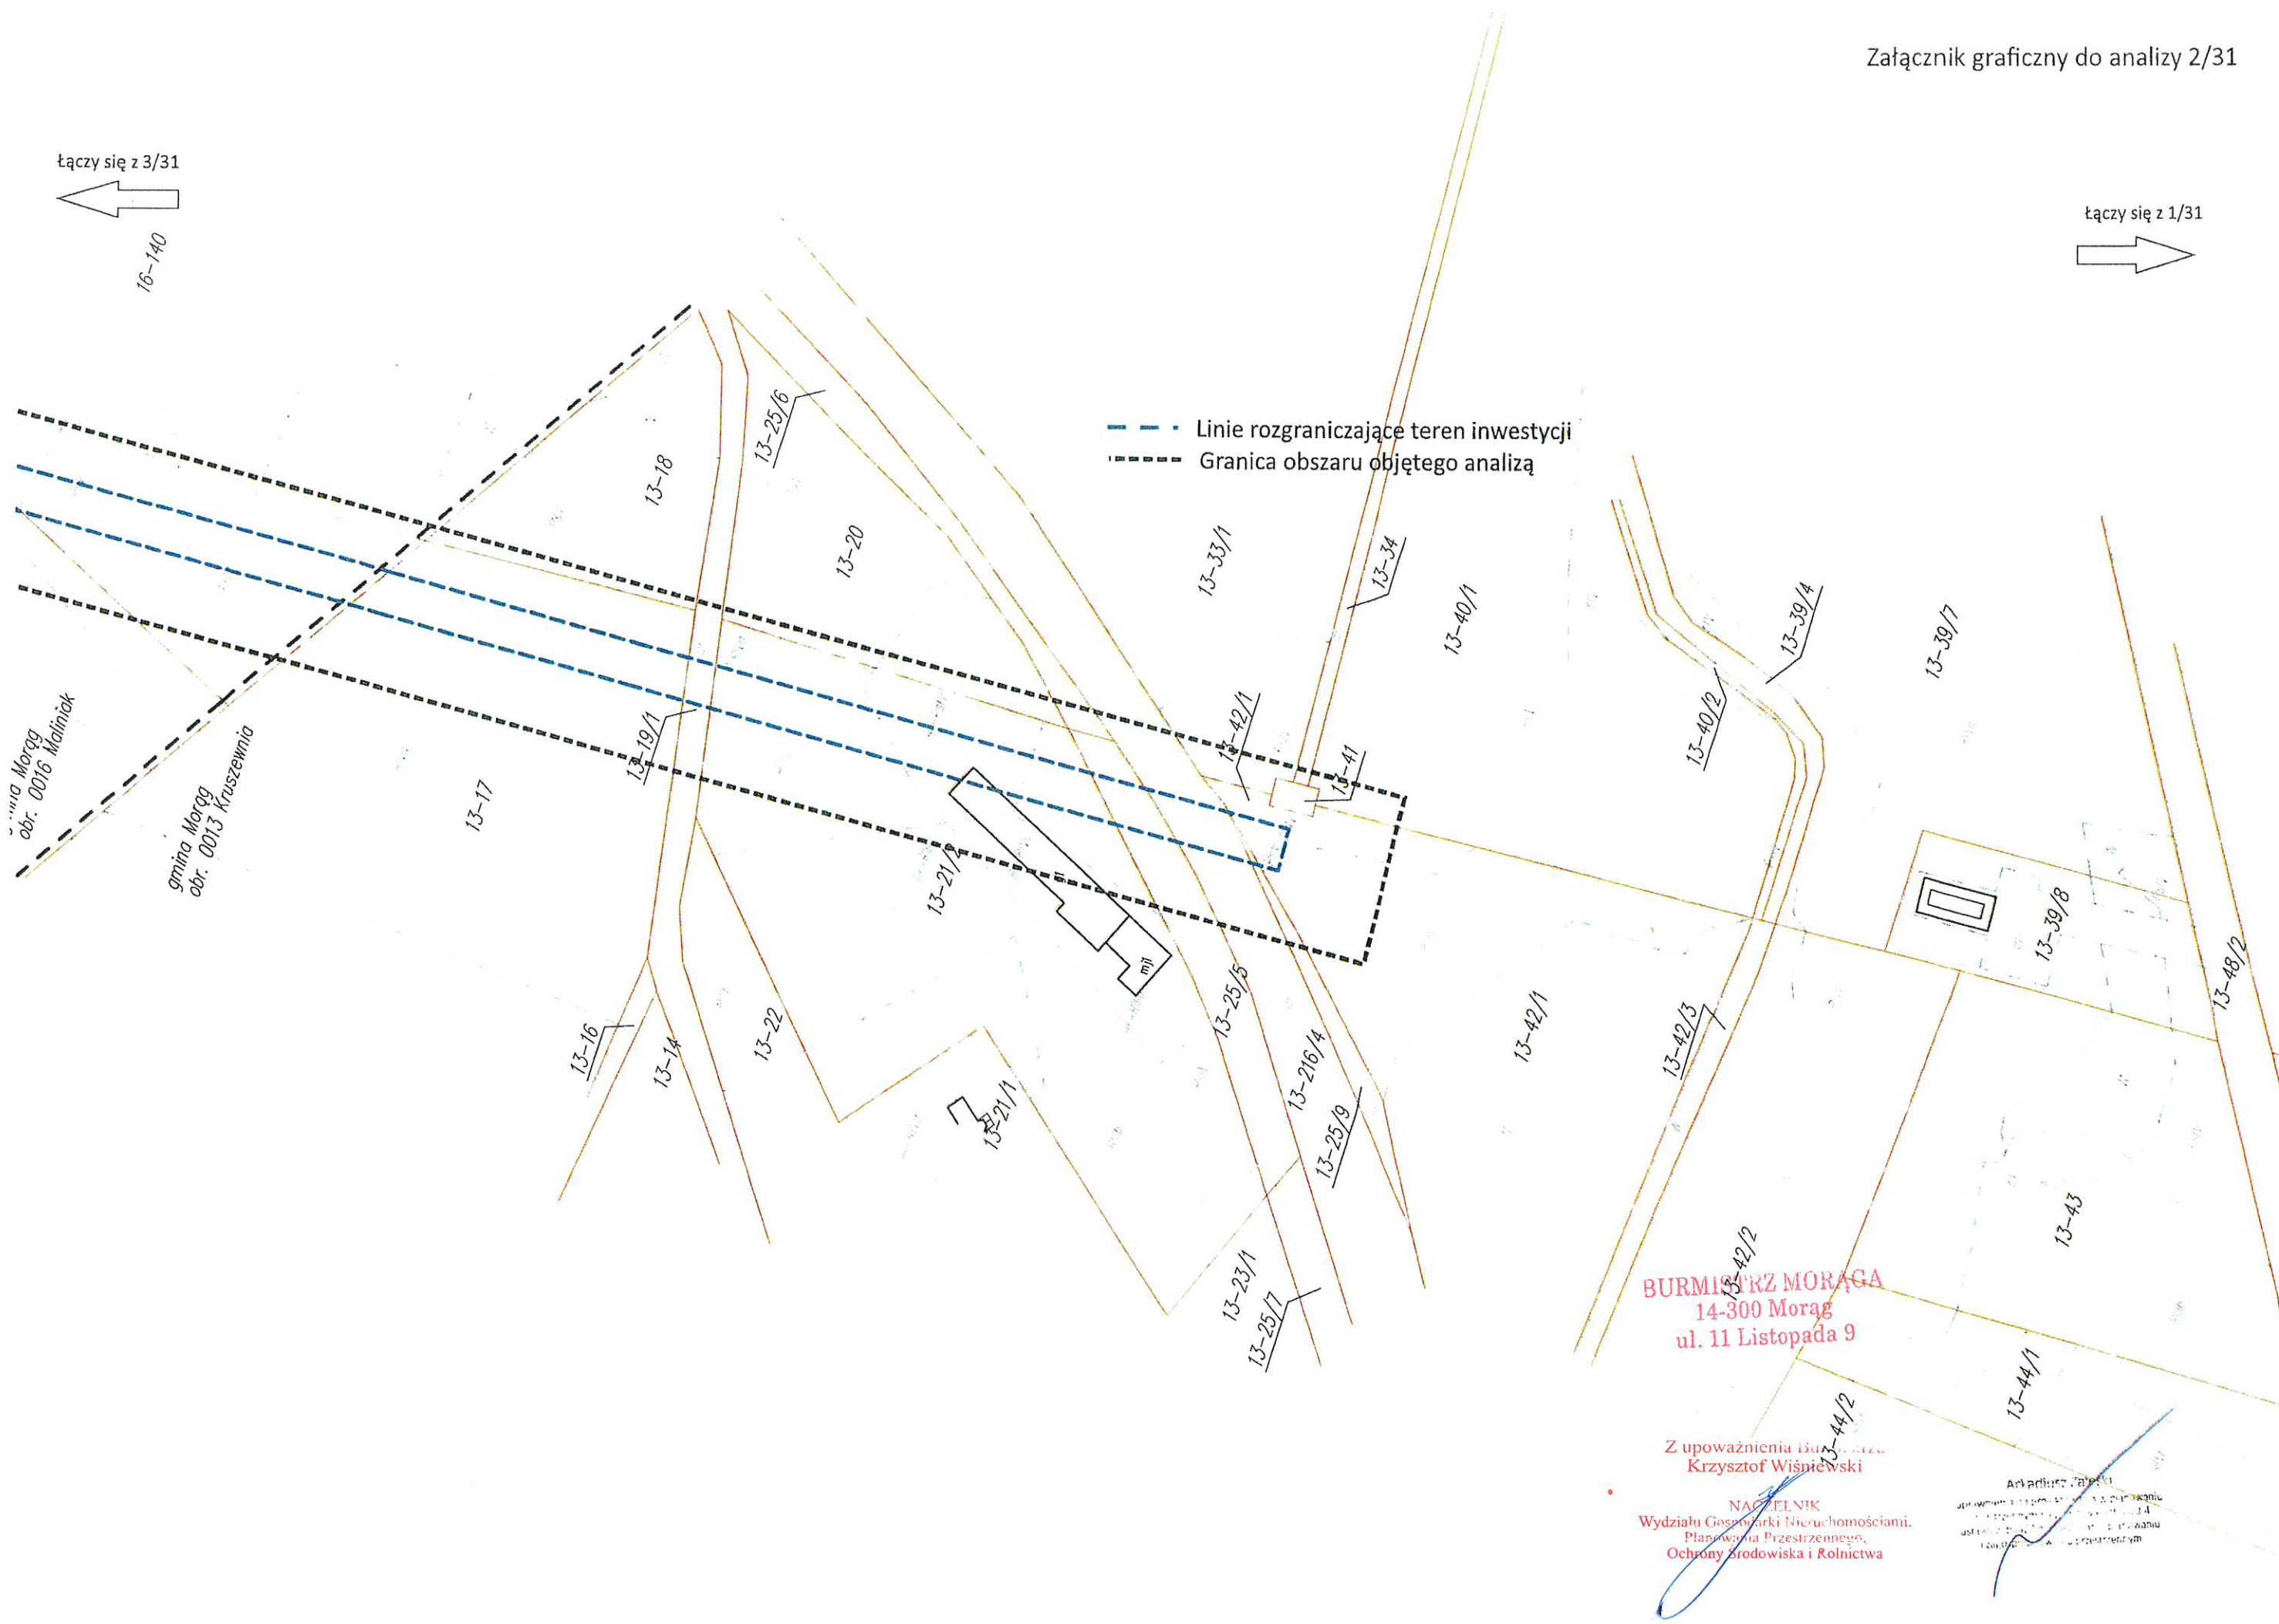 Załącznik graficzny do analizy 2/31
Łączy się z 3/31
Łączy się z 1/31
16-140
13-25/6
13-18
Linie rozgraniczające teren inwestycji
Granica obszaru objętego analizą
13-20
13-33/1
13-34
13-40/1
13-39/4
13-39/7
13-40/2
13-42/1
13-41
13-19/1
gmina Morąg
obr. 0016 Maliniak
gmina Morąg
obr. 0013 Kruszewnia
13-17
13-21/2
mj1
13-39/8
13-48/2
13-25/5
13-42/1
13-42/3
13-16
13-14
13-22
13-21/1
13-216/4
13-25/9
13-43
13-42/2
13-23/1
13-25/7
BURMISTRZ MORĄGA
14-300 Morąg
ul. 11 Listopada 9
13-44/1
13-44/2
Z upoważnienia
Krzysztof Wiśniewski
NACZELNIK
Wydziału Gospodarki Nieruchomościami,
Planowania Przestrzennego,
Ochrony Środowiska i Rolnictwa
Arkadiusz